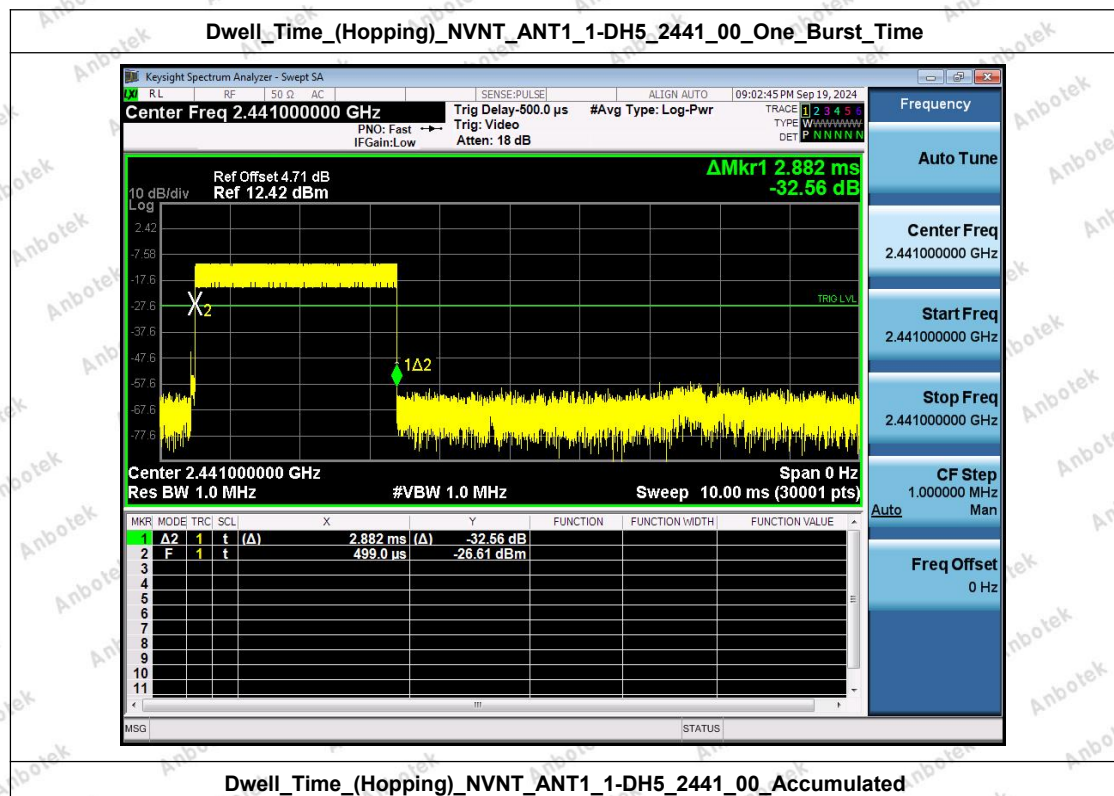 Dwell_Time_(Hopping)_NVNT_ANT1_1-DH5_2441_00_One_Burst_Time
Keysight Spectrum Analyzer - Swept SA
LXI RL RF 50 Ω AC SENSE:PULSE ALIGN AUTO 09:02:45 PM Sep 19, 2024
Center Freq 2.441000000 GHz
PNO: Fast
IFGain:Low
Trig Delay-500.0 µs
Trig: Video
Atten: 18 dB
#Avg Type: Log-Pwr
TRACE 1 2 3 4 5 6
TYPE WWWWWW
DET P N N N N N
ΔMkr1 2.882 ms
-32.56 dB
10 dB/div
Log
Ref Offset 4.71 dB
Ref 12.42 dBm
2.42
-7.58
-17.6
-27.6
-37.6
-47.6
-57.6
-67.6
-77.6
TRIG LVL
2
1Δ2
Center 2.441000000 GHz Span 0 Hz
Res BW 1.0 MHz #VBW 1.0 MHz Sweep 10.00 ms (30001 pts)
MKR MODE TRC SCL X Y FUNCTION FUNCTION WIDTH FUNCTION VALUE
1 Δ2 1 t (Δ) 2.882 ms (Δ) -32.56 dB
2 F 1 t 499.0 µs -26.61 dBm
3
4
5
6
7
8
9
10
11
MSG STATUS
Frequency
Auto Tune
Center Freq
2.441000000 GHz
Start Freq
2.441000000 GHz
Stop Freq
2.441000000 GHz
CF Step
1.000000 MHz
Auto Man
Freq Offset
0 Hz
Dwell_Time_(Hopping)_NVNT_ANT1_1-DH5_2441_00_Accumulated
Anbotek